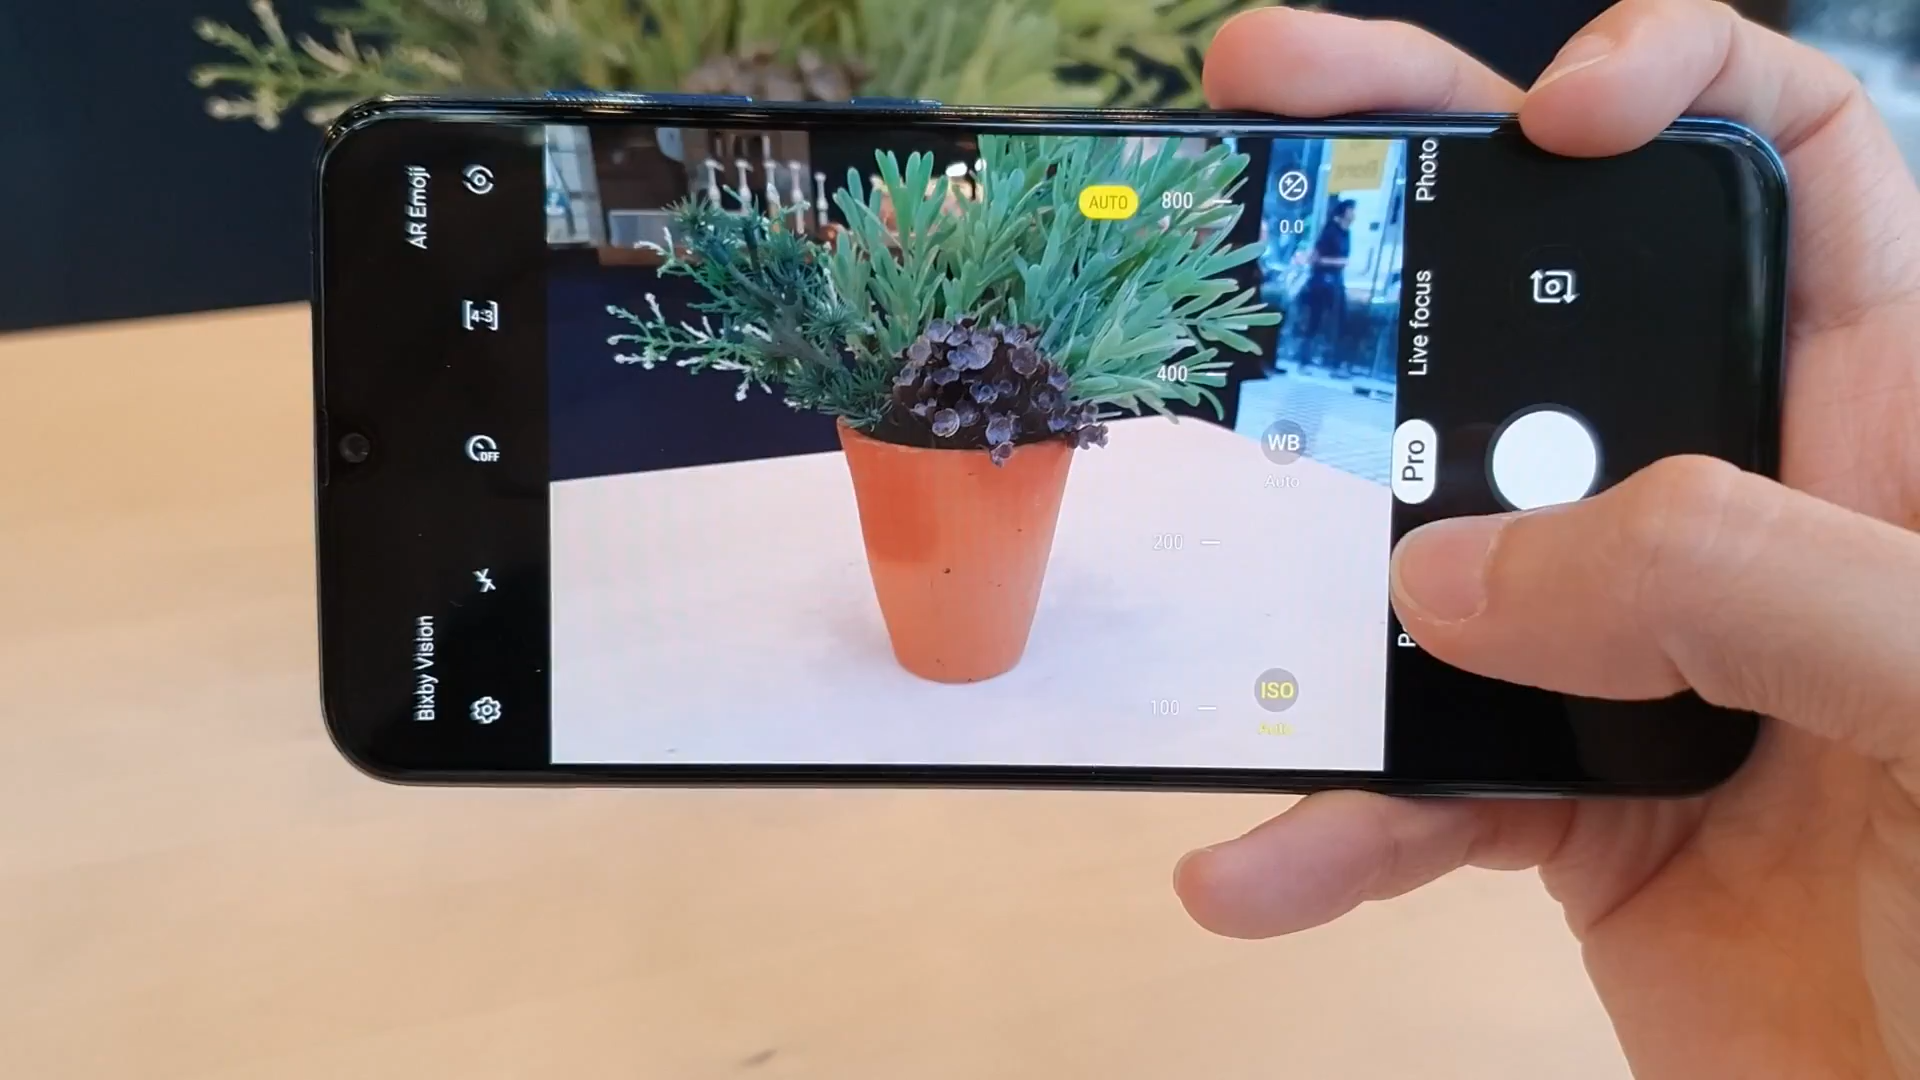 AR Emoji
Bixby Vision
4:3
OFF
AUTO
800
400
200
100
0.0
WB
Auto
ISO
Auto
Photo
Live focus
Pro